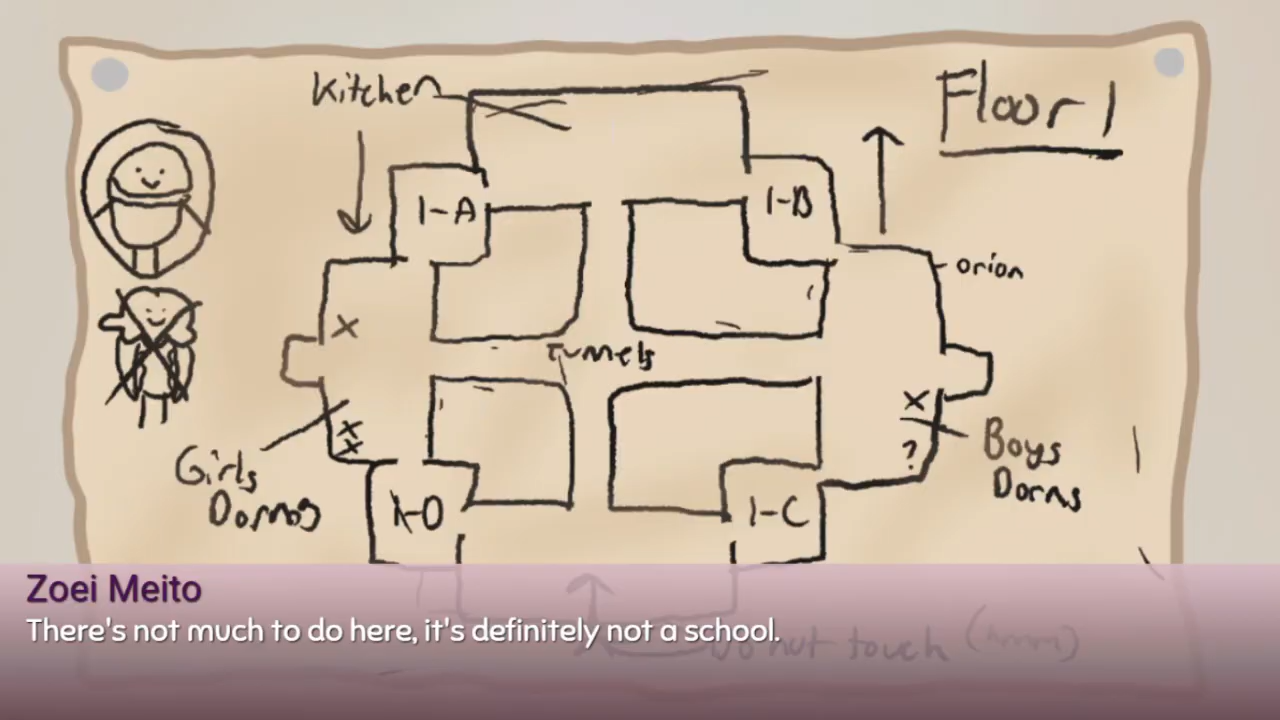 Kitchen
Floor 1
1-A
1-B
orion
Tunnels
Girls
Dorms
Boys
Dorms
?
1-D
1-C
Do not touch (hmm)
Zoei Meito
There's not much to do here, it's definitely not a school.